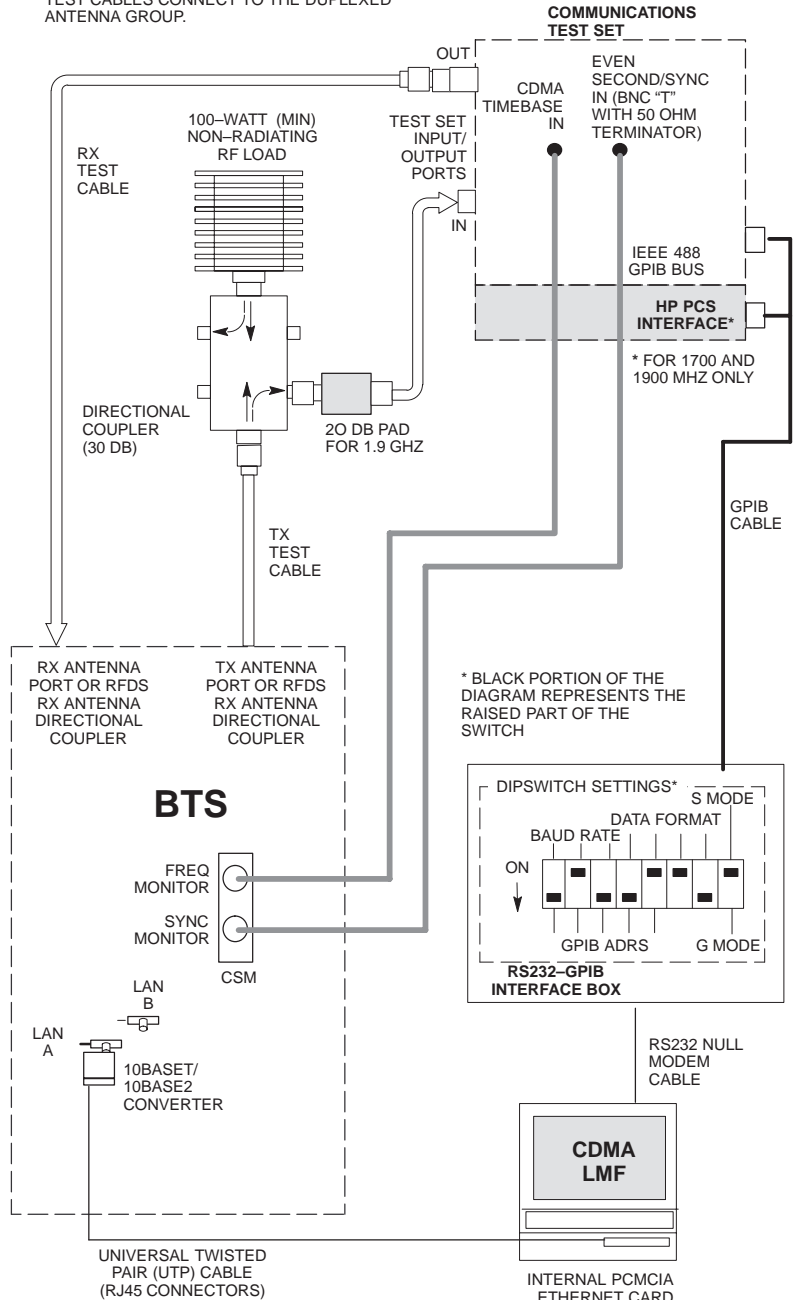 TEST CABLES CONNECT TO THE DUPLEXED
ANTENNA GROUP.
COMMUNICATIONS
TEST SET
OUT
RX
TEST
CABLE
100–WATT (MIN)
NON–RADIATING
RF LOAD
TEST SET
INPUT/
OUTPUT
PORTS
IN
CDMA
TIMEBASE
IN
EVEN
SECOND/SYNC
IN (BNC “T”
WITH 50 OHM
TERMINATOR)
IEEE 488
GPIB BUS
HP PCS
INTERFACE*
* FOR 1700 AND
1900 MHZ ONLY
DIRECTIONAL
COUPLER
(30 DB)
2O DB PAD
FOR 1.9 GHZ
TX
TEST
CABLE
GPIB
CABLE
RX ANTENNA
PORT OR RFDS
RX ANTENNA
DIRECTIONAL
COUPLER
TX ANTENNA
PORT OR RFDS
RX ANTENNA
DIRECTIONAL
COUPLER
* BLACK PORTION OF THE
DIAGRAM REPRESENTS THE
RAISED PART OF THE
SWITCH
BTS
FREQ
MONITOR
SYNC
MONITOR
CSM
DIPSWITCH SETTINGS*
S MODE
DATA FORMAT
BAUD RATE
ON
GPIB ADRS
G MODE
RS232–GPIB
INTERFACE BOX
LAN
B
LAN
A
10BASET/
10BASE2
CONVERTER
RS232 NULL
MODEM
CABLE
CDMA
LMF
UNIVERSAL TWISTED
PAIR (UTP) CABLE
(RJ45 CONNECTORS)
INTERNAL PCMCIA
ETHERNET CARD